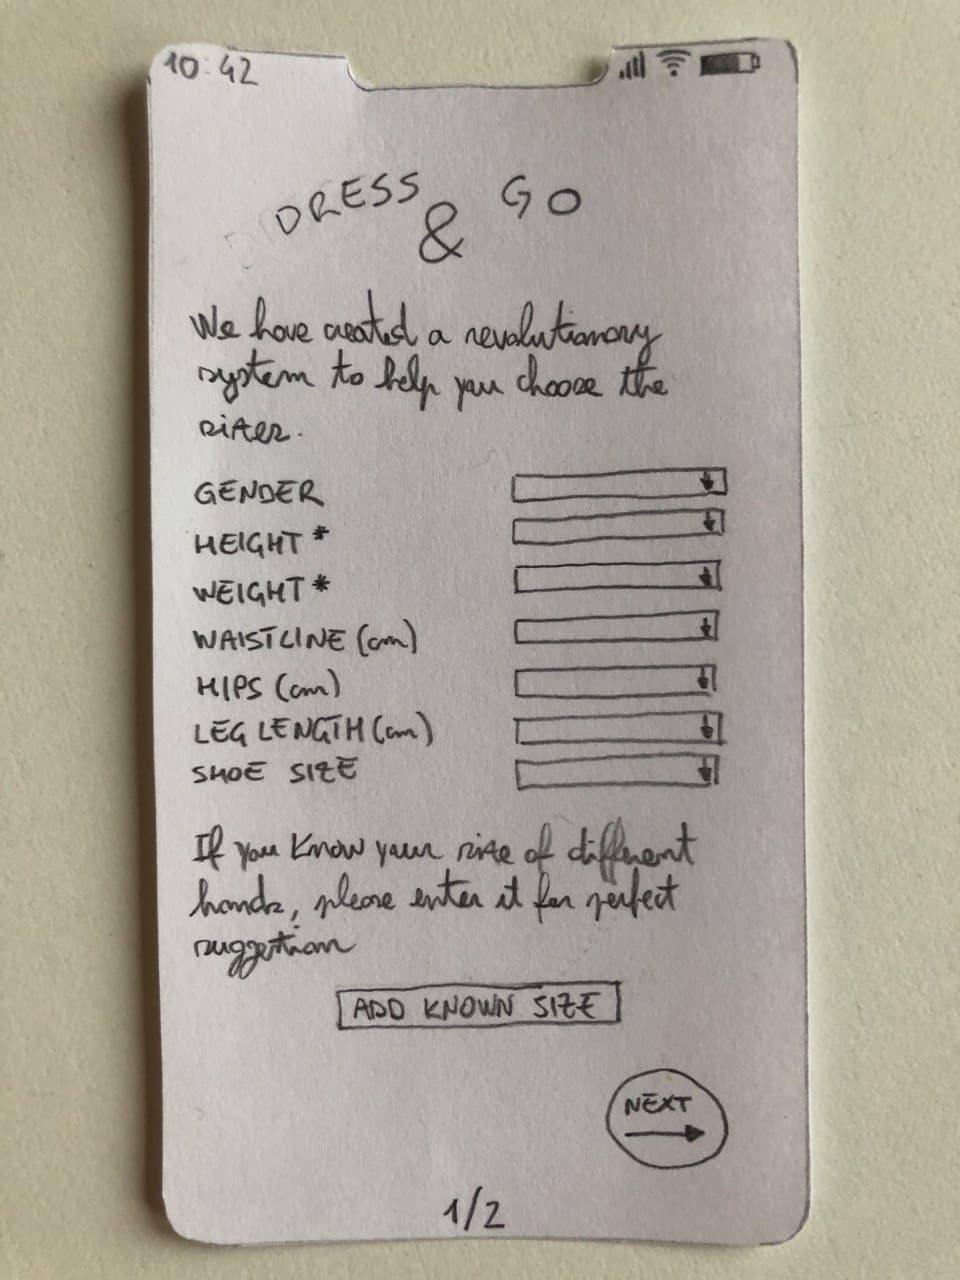 10:42
DRESS & GO
We have created a revolutionary
system to help you choose the
sizes.
GENDER
HEIGHT *
WEIGHT *
WAISTLINE (cm)
HIPS (cm)
LEG LENGTH (cm)
SHOE SIZE
If you know your size of different
please enter it for perfect
suggestion
ADD KNOWN SIZE
NEXT
1/2